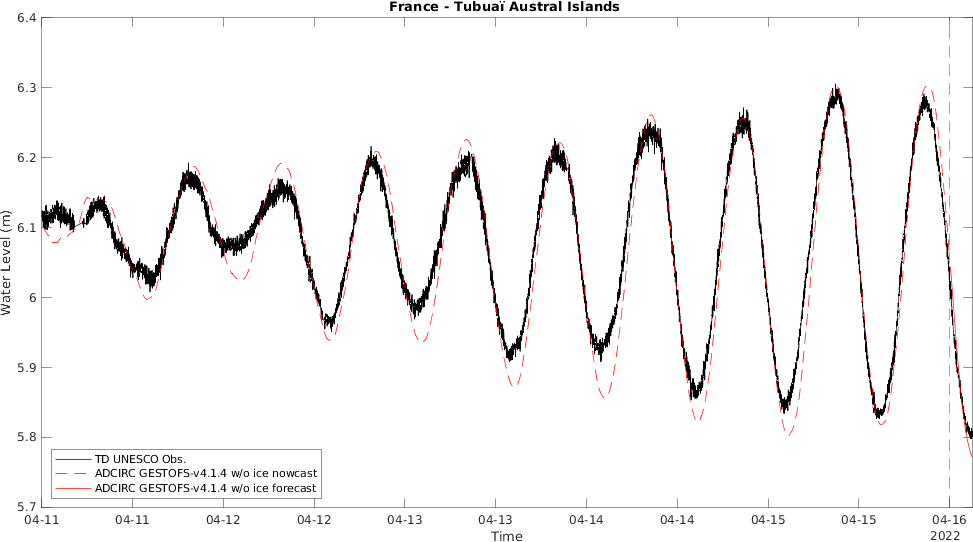 France - Tubuaï Austral Islands
6.4
6.3
6.2
6.1
6
5.9
5.8
5.7
Water Level (m)
TD UNESCO Obs.
ADCIRC GESTOFS-v4.1.4 w/o ice nowcast
ADCIRC GESTOFS-v4.1.4 w/o ice forecast
04-11 04-11 04-12 04-12 04-13 04-13 04-14 04-14 04-15 04-15 04-16
2022
Time